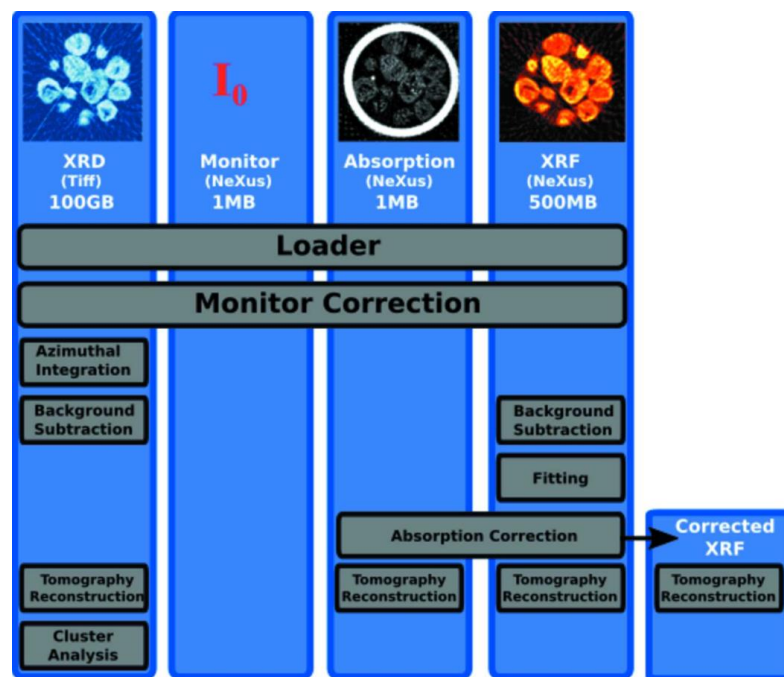 I₀
XRD
(Tiff)
100GB
Monitor
(NeXus)
1MB
Absorption
(NeXus)
1MB
XRF
(NeXus)
500MB
Loader
Monitor Correction
Azimuthal
Integration
Background
Subtraction
Background
Subtraction
Fitting
Absorption Correction
Corrected
XRF
Tomography
Reconstruction
Tomography
Reconstruction
Tomography
Reconstruction
Tomography
Reconstruction
Cluster
Analysis